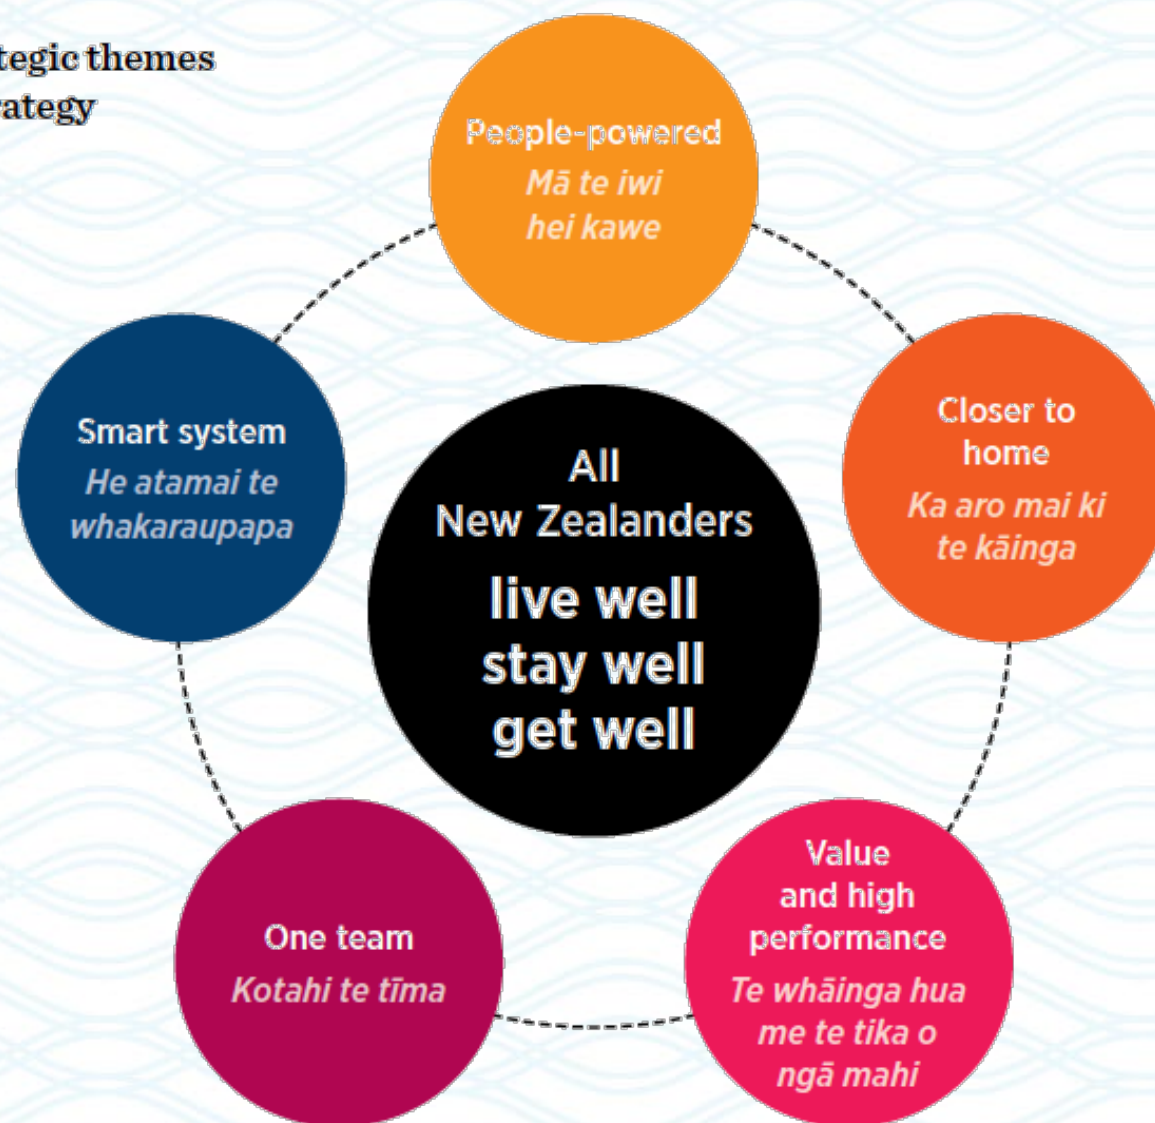 tegic themes
rategy
People-powered
Mā te iwi
hei kawe
Smart system
He atamai te
whakaraupapa
All
New Zealanders
live well
stay well
get well
Closer to
home
Ka aro mai ki
te kāinga
One team
Kotahi te tīma
Value
and high
performance
Te whāinga hua
me te tika o
ngā mahi